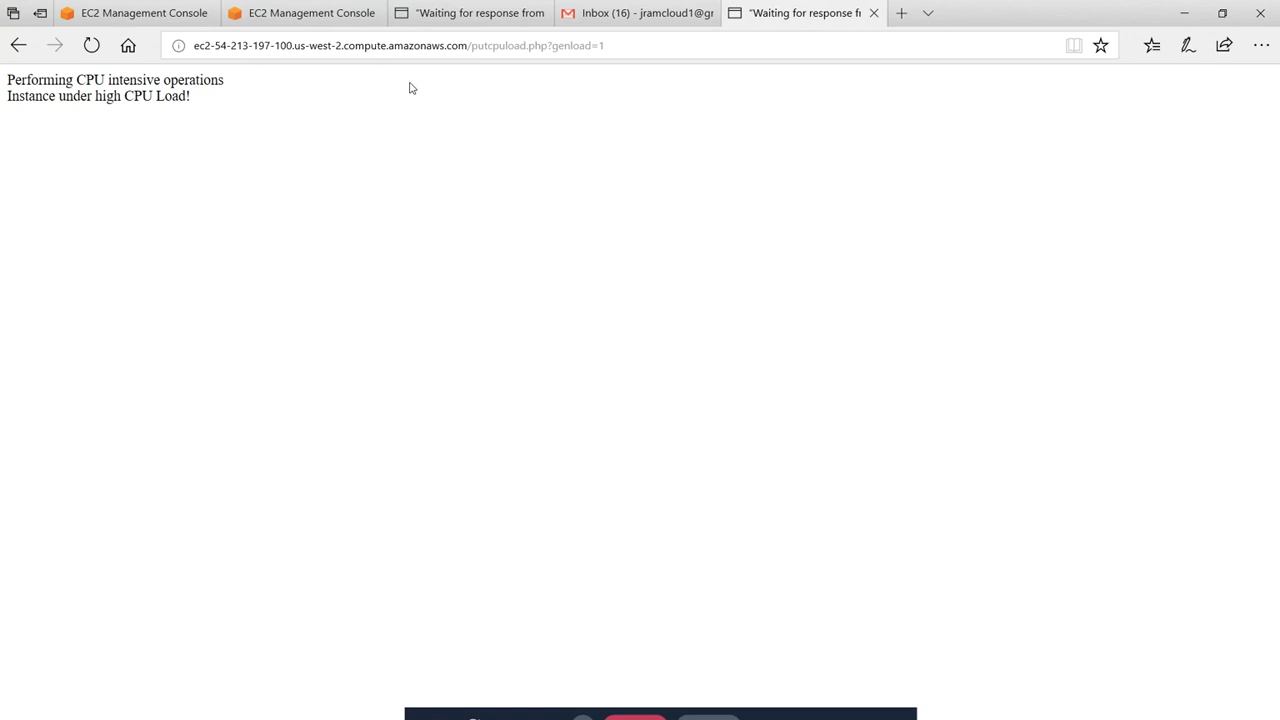 EC2 Management Console
EC2 Management Console
"Waiting for response from
Inbox (16) - jramcloud1@gr
"Waiting for response fr
ec2-54-213-197-100.us-west-2.compute.amazonaws.com/putcpuload.php?genload=1
Performing CPU intensive operations
Instance under high CPU Load!